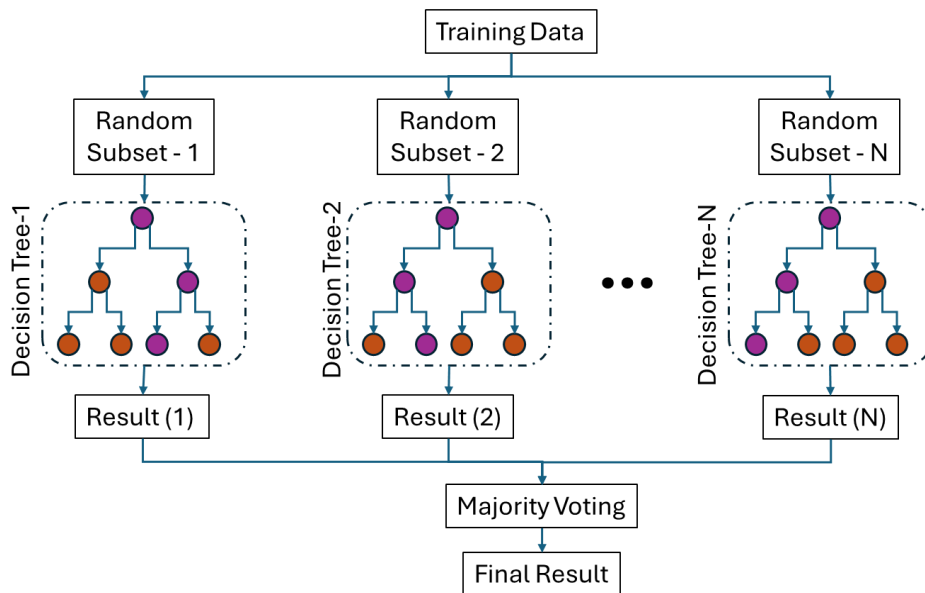 Training Data
Random
Subset - 1
Random
Subset - 2
Random
Subset - N
Decision Tree-1
Decision Tree-2
Decision Tree-N
Result (1)
Result (2)
Result (N)
Majority Voting
Final Result